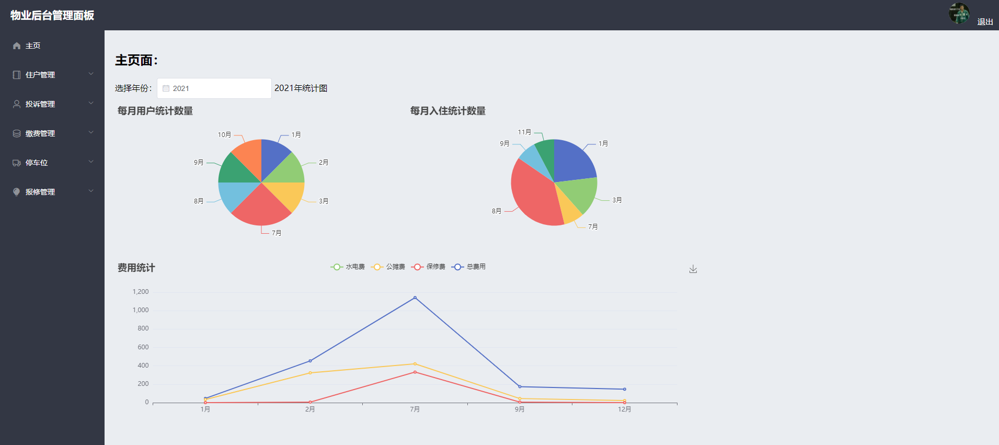 物业后台管理面板
退出
主页
住户管理
投诉管理
缴费管理
停车位
报修管理
主页面：
选择年份： 2021 2021年统计图
每月用户统计数量
10月
1月
9月
2月
8月
3月
7月
每月入住统计数量
11月
9月
1月
8月
3月
7月
费用统计
水电费 公摊费 保修费 总费用
1,200
1,000
800
600
400
200
0
1月 2月 7月 9月 12月